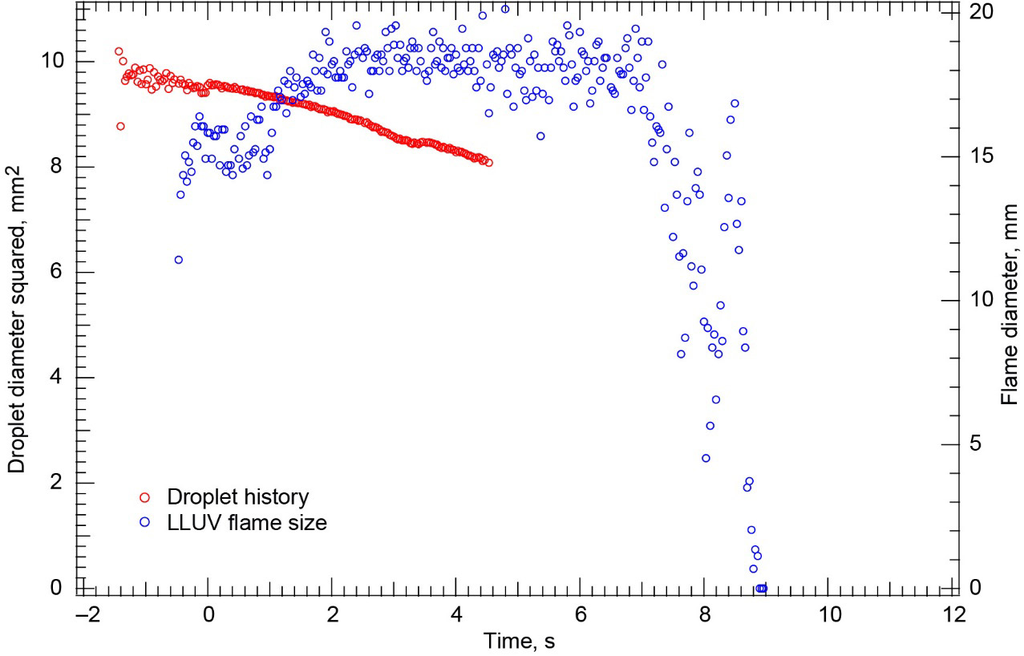 20
10
15
8
Droplet diameter squared, mm2
6
10
Flame diameter, mm
4
5
2
Droplet history
LLUV flame size
0
0
–2 0 2 4 6 8 10 12
Time, s